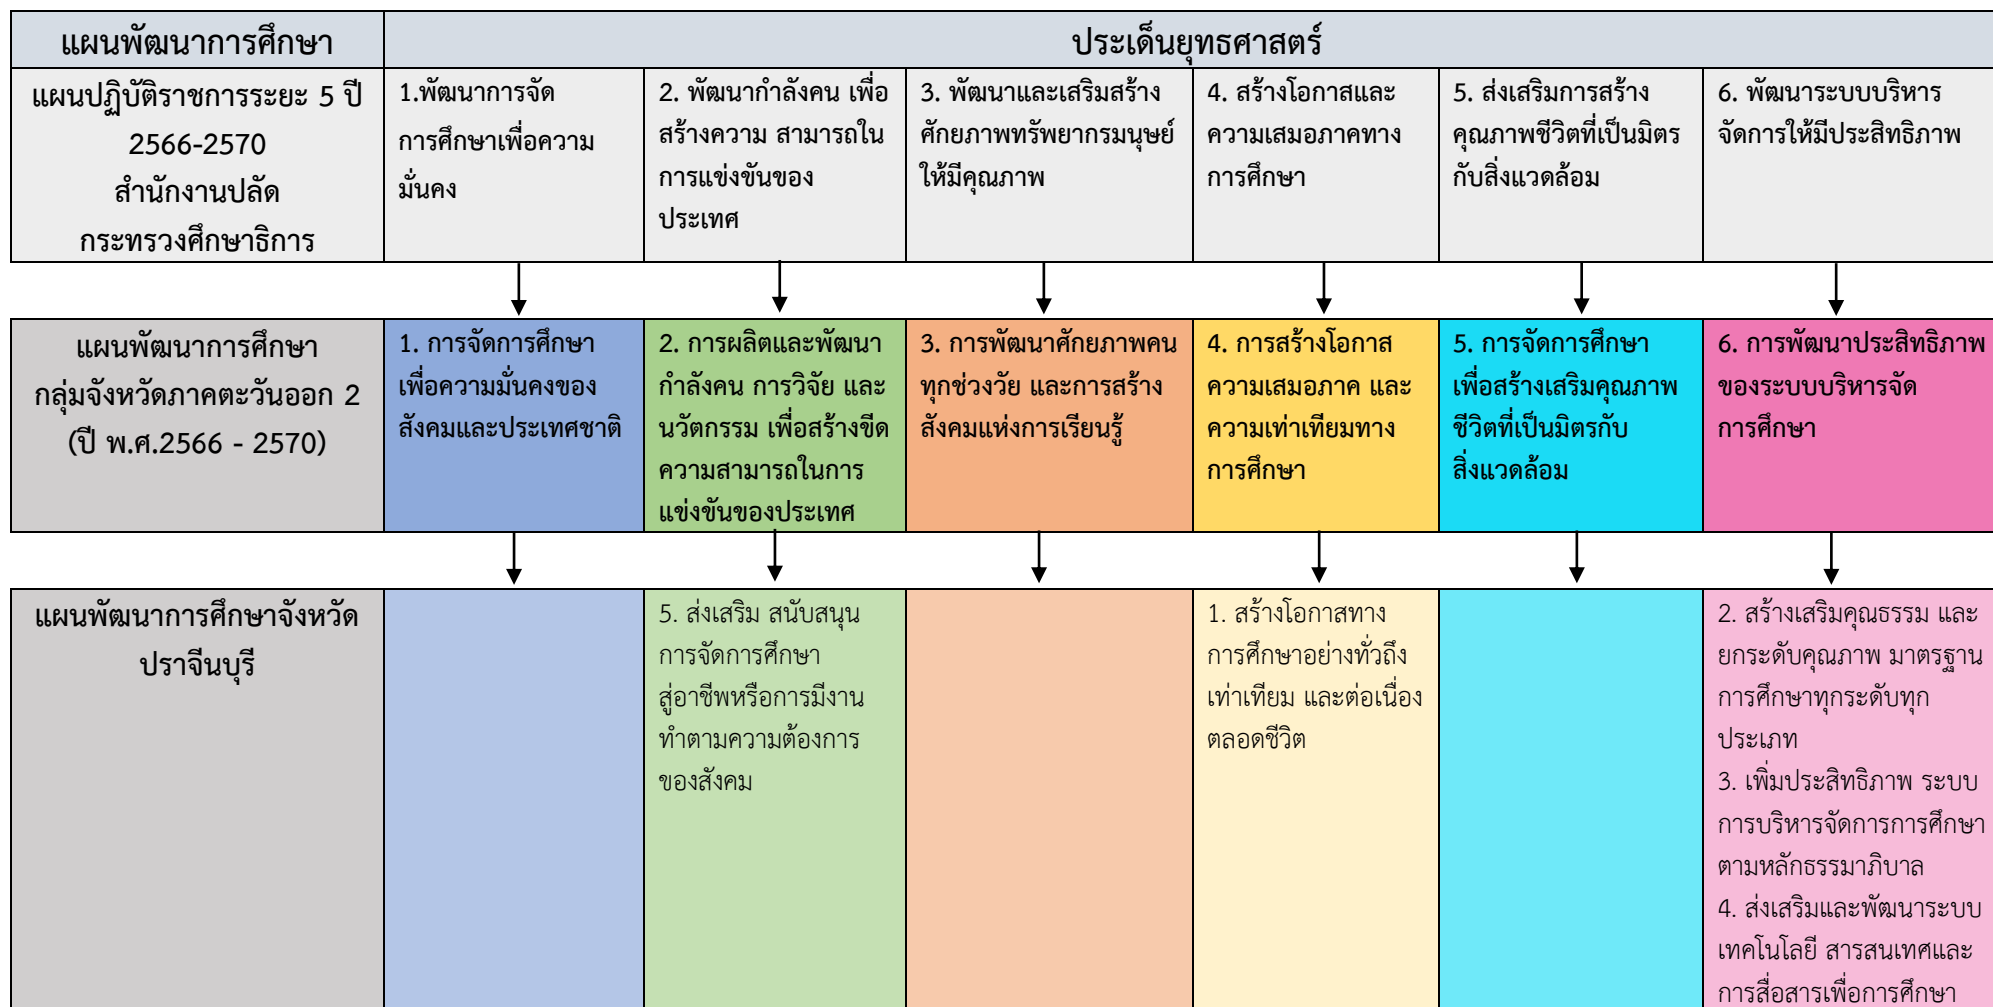 แผนพัฒนาการศึกษา
ประเด็นยุทธศาสตร์
แผนปฏิบัติราชการระยะ 5 ปี
2566-2570
สำนักงานปลัด
กระทรวงศึกษาธิการ
1.พัฒนาการจัด
การศึกษาเพื่อความ
มั่นคง
2. พัฒนากำลังคน เพื่อ
สร้างความ สามารถใน
การแข่งขันของ
ประเทศ
3. พัฒนาและเสริมสร้าง
ศักยภาพทรัพยากรมนุษย์
ให้มีคุณภาพ
4. สร้างโอกาสและ
ความเสมอภาคทาง
การศึกษา
5. ส่งเสริมการสร้าง
คุณภาพชีวิตที่เป็นมิตร
กับสิ่งแวดล้อม
6. พัฒนาระบบบริหาร
จัดการให้มีประสิทธิภาพ
แผนพัฒนาการศึกษา
กลุ่มจังหวัดภาคตะวันออก 2
(ปี พ.ศ.2566 - 2570)
1. การจัดการศึกษา
เพื่อความมั่นคงของ
สังคมและประเทศชาติ
2. การผลิตและพัฒนา
กำลังคน การวิจัย และ
นวัตกรรม เพื่อสร้างขีด
ความสามารถในการ
แข่งขันของประเทศ
3. การพัฒนาศักยภาพคน
ทุกช่วงวัย และการสร้าง
สังคมแห่งการเรียนรู้
4. การสร้างโอกาส
ความเสมอภาค และ
ความเท่าเทียมทาง
การศึกษา
5. การจัดการศึกษา
เพื่อสร้างเสริมคุณภาพ
ชีวิตที่เป็นมิตรกับ
สิ่งแวดล้อม
6. การพัฒนาประสิทธิภาพ
ของระบบบริหารจัด
การศึกษา
แผนพัฒนาการศึกษาจังหวัด
ปราจีนบุรี
5. ส่งเสริม สนับสนุน
การจัดการศึกษา
สู่อาชีพหรือการมีงาน
ทำตามความต้องการ
ของสังคม
1. สร้างโอกาสทาง
การศึกษาอย่างทั่วถึง
เท่าเทียม และต่อเนื่อง
ตลอดชีวิต
2. สร้างเสริมคุณธรรม และ
ยกระดับคุณภาพ มาตรฐาน
การศึกษาทุกระดับทุก
ประเภท
3. เพิ่มประสิทธิภาพ ระบบ
การบริหารจัดการการศึกษา
ตามหลักธรรมาภิบาล
4. ส่งเสริมและพัฒนาระบบ
เทคโนโลยี สารสนเทศและ
การสื่อสารเพื่อการศึกษา